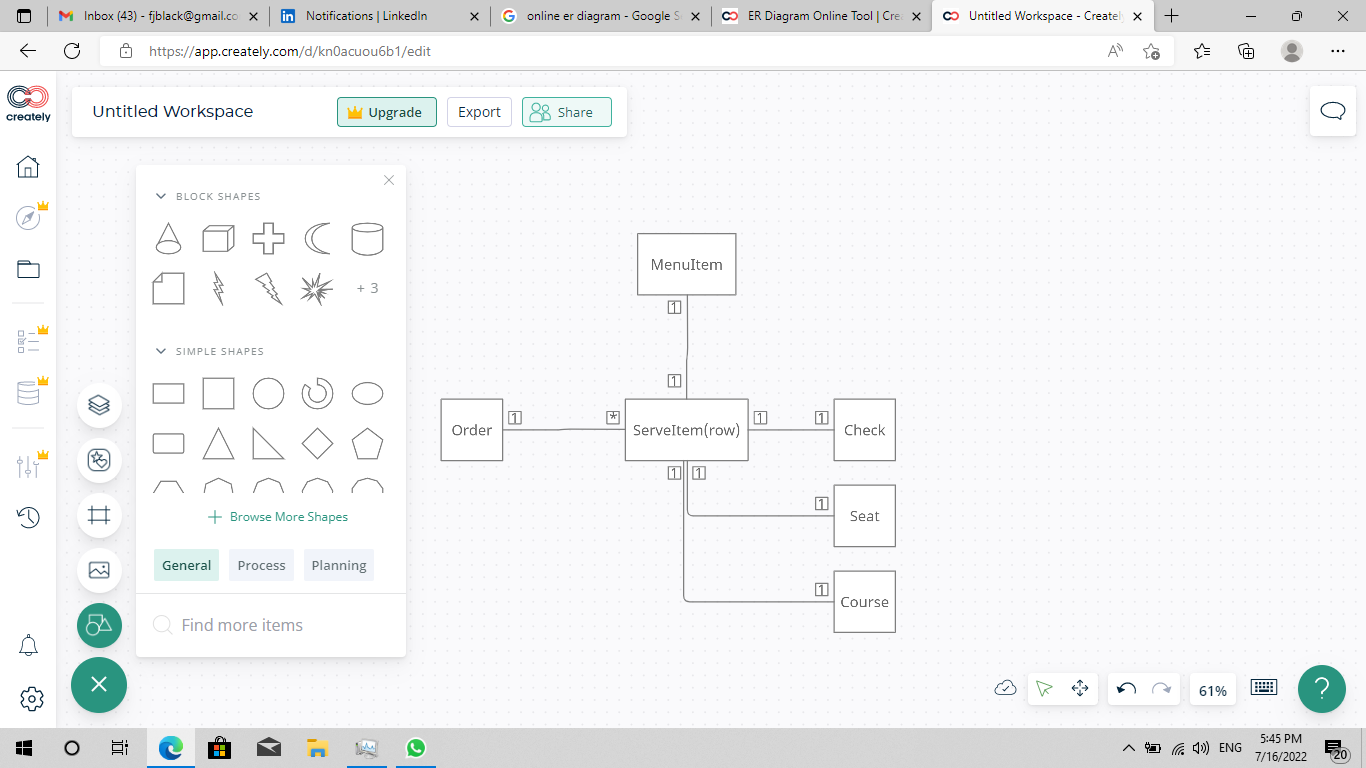 Inbox (43) - fjblack@gmail.co
Notifications | LinkedIn
online er diagram - Google S
ER Diagram Online Tool | Crea
Untitled Workspace - Creately
https://app.creately.com/d/kn0acuou6b1/edit
creately
Untitled Workspace
Upgrade
Export
Share
BLOCK SHAPES
+ 3
SIMPLE SHAPES
Browse More Shapes
General
Process
Planning
Find more items
MenuItem
1
1
Order
1
*
ServeItem(row)
1
1
Check
1
1
1
Seat
1
Course
61%
?
ENG
5:45 PM
7/16/2022
20